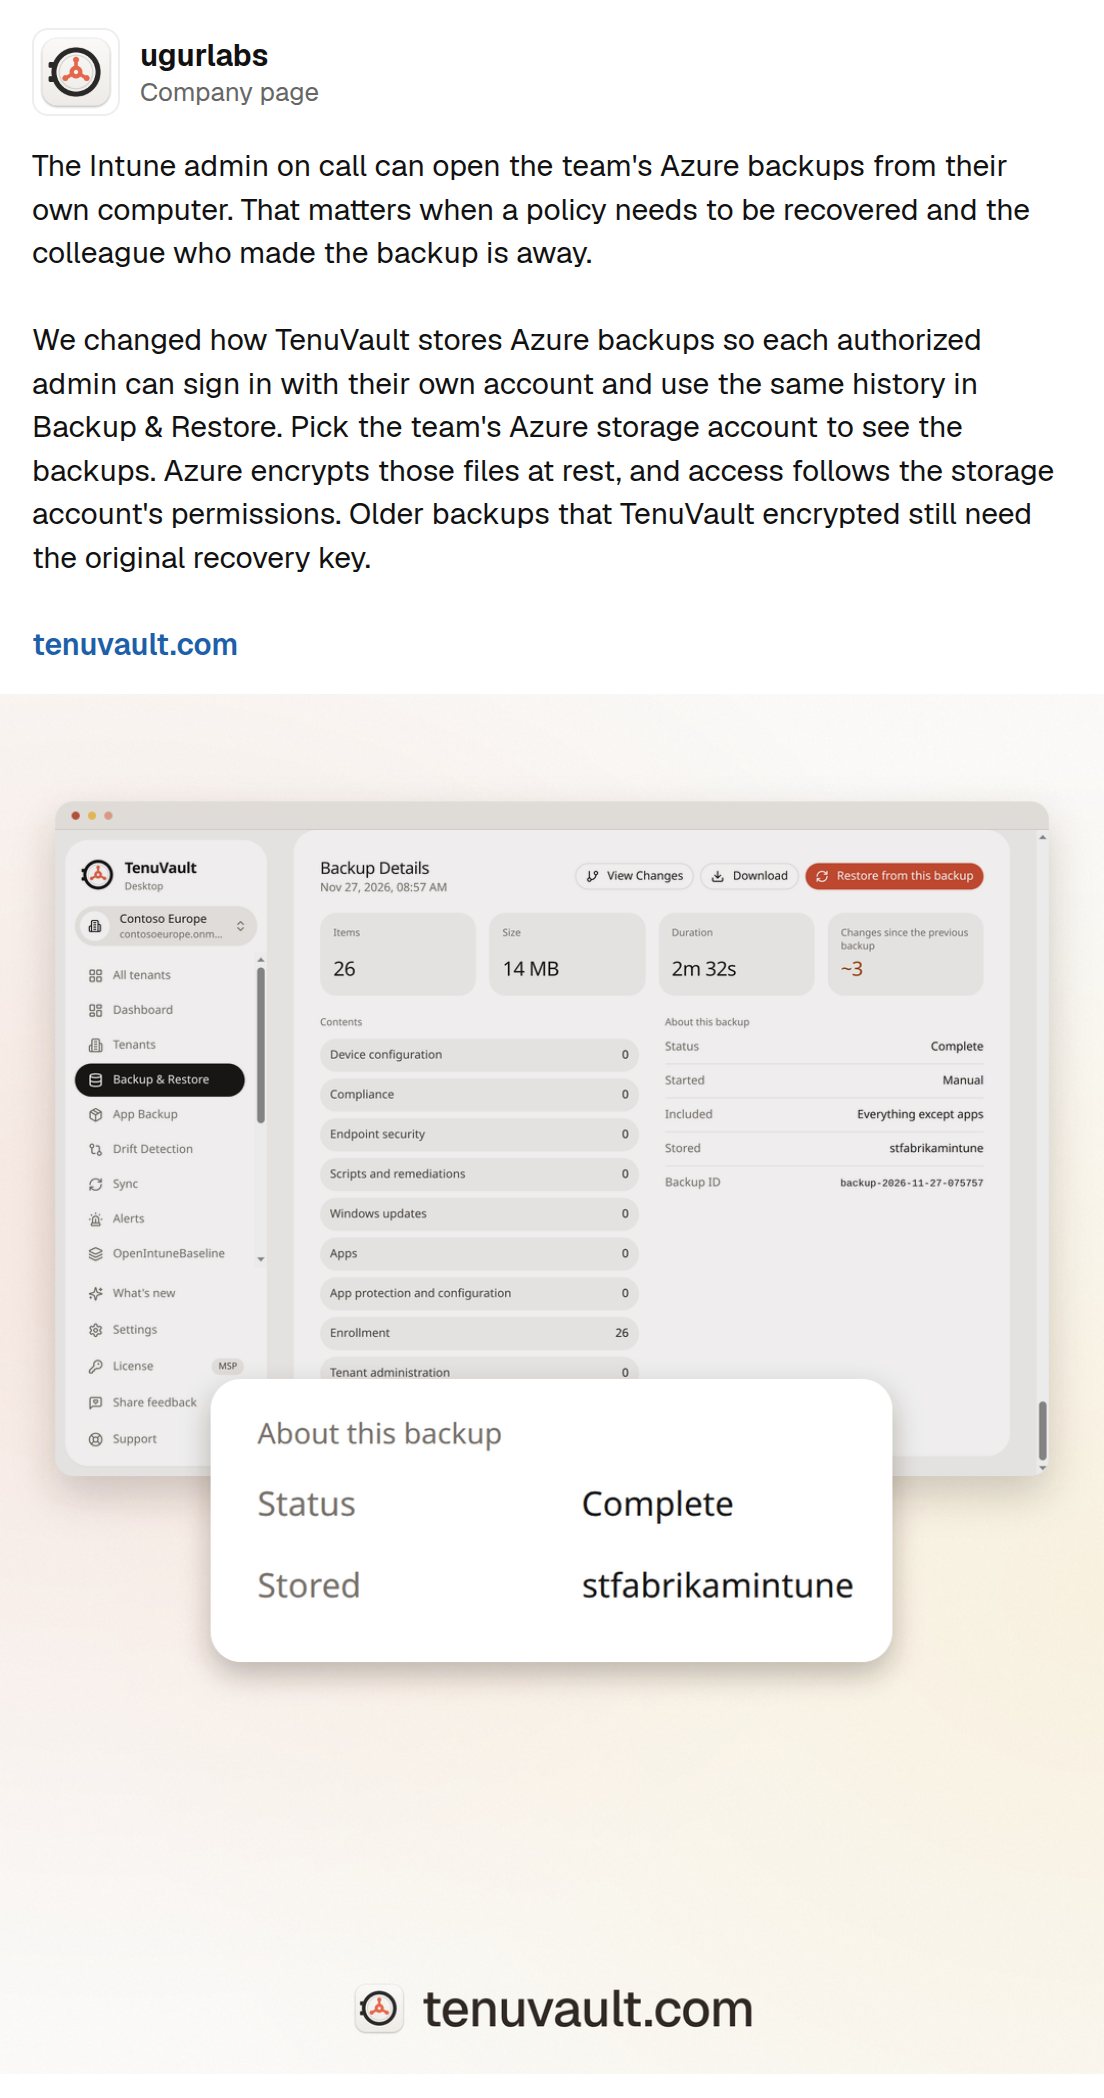 ugurlabs
Company page
The Intune admin on call can open the team's Azure backups from their
own computer. That matters when a policy needs to be recovered and the
colleague who made the backup is away.
We changed how TenuVault stores Azure backups so each authorized
admin can sign in with their own account and use the same history in
Backup & Restore. Pick the team's Azure storage account to see the
backups. Azure encrypts those files at rest, and access follows the storage
account's permissions. Older backups that TenuVault encrypted still need
the original recovery key.
tenuvault.com
TenuVault
Desktop
Contoso Europe
contosoeurope.onm...
All tenants
Dashboard
Tenants
Backup & Restore
App Backup
Drift Detection
Sync
Alerts
OpenIntuneBaseline
What's new
Settings
License MSP
Share feedback
Support
Backup Details
Nov 27, 2026, 08:57 AM
View Changes
Download
Restore from this backup
Items
26
Size
14 MB
Duration
2m 32s
Changes since the previous
backup
~3
Contents
Device configuration 0
Compliance 0
Endpoint security 0
Scripts and remediations 0
Windows updates 0
Apps 0
App protection and configuration 0
Enrollment 26
Tenant administration 0
About this backup
Status Complete
Started Manual
Included Everything except apps
Stored stfabrikamintune
Backup ID backup-2026-11-27-075757
About this backup
Status Complete
Stored stfabrikamintune
tenuvault.com